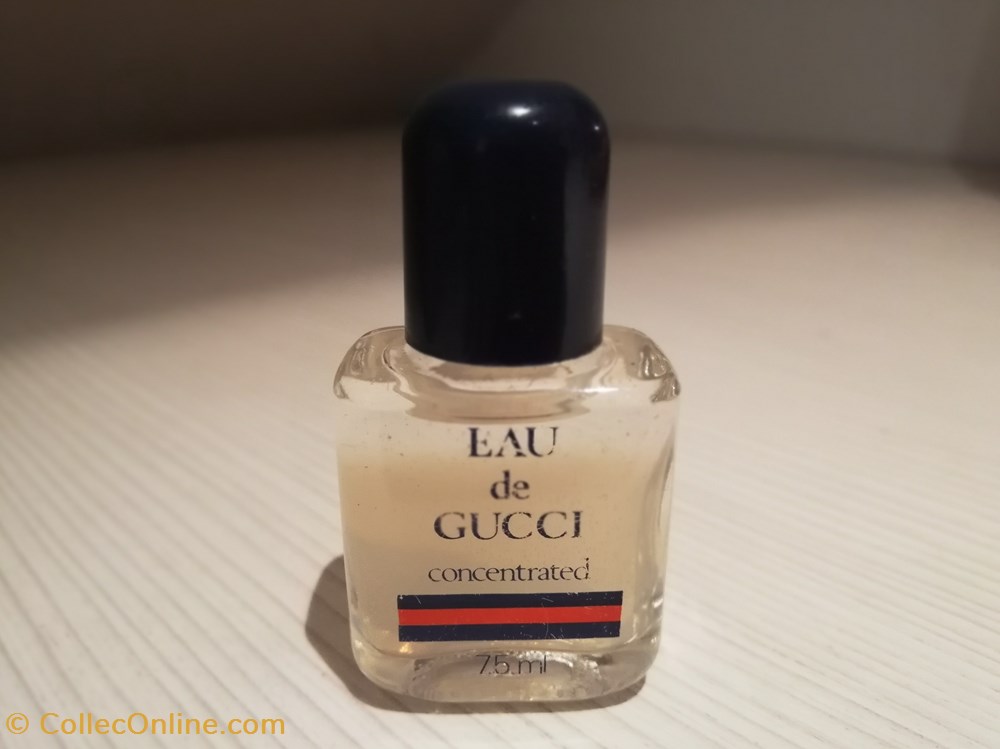 EAU
de
GUCCI
concentrated
7.5 ml
© CollecOnline.com